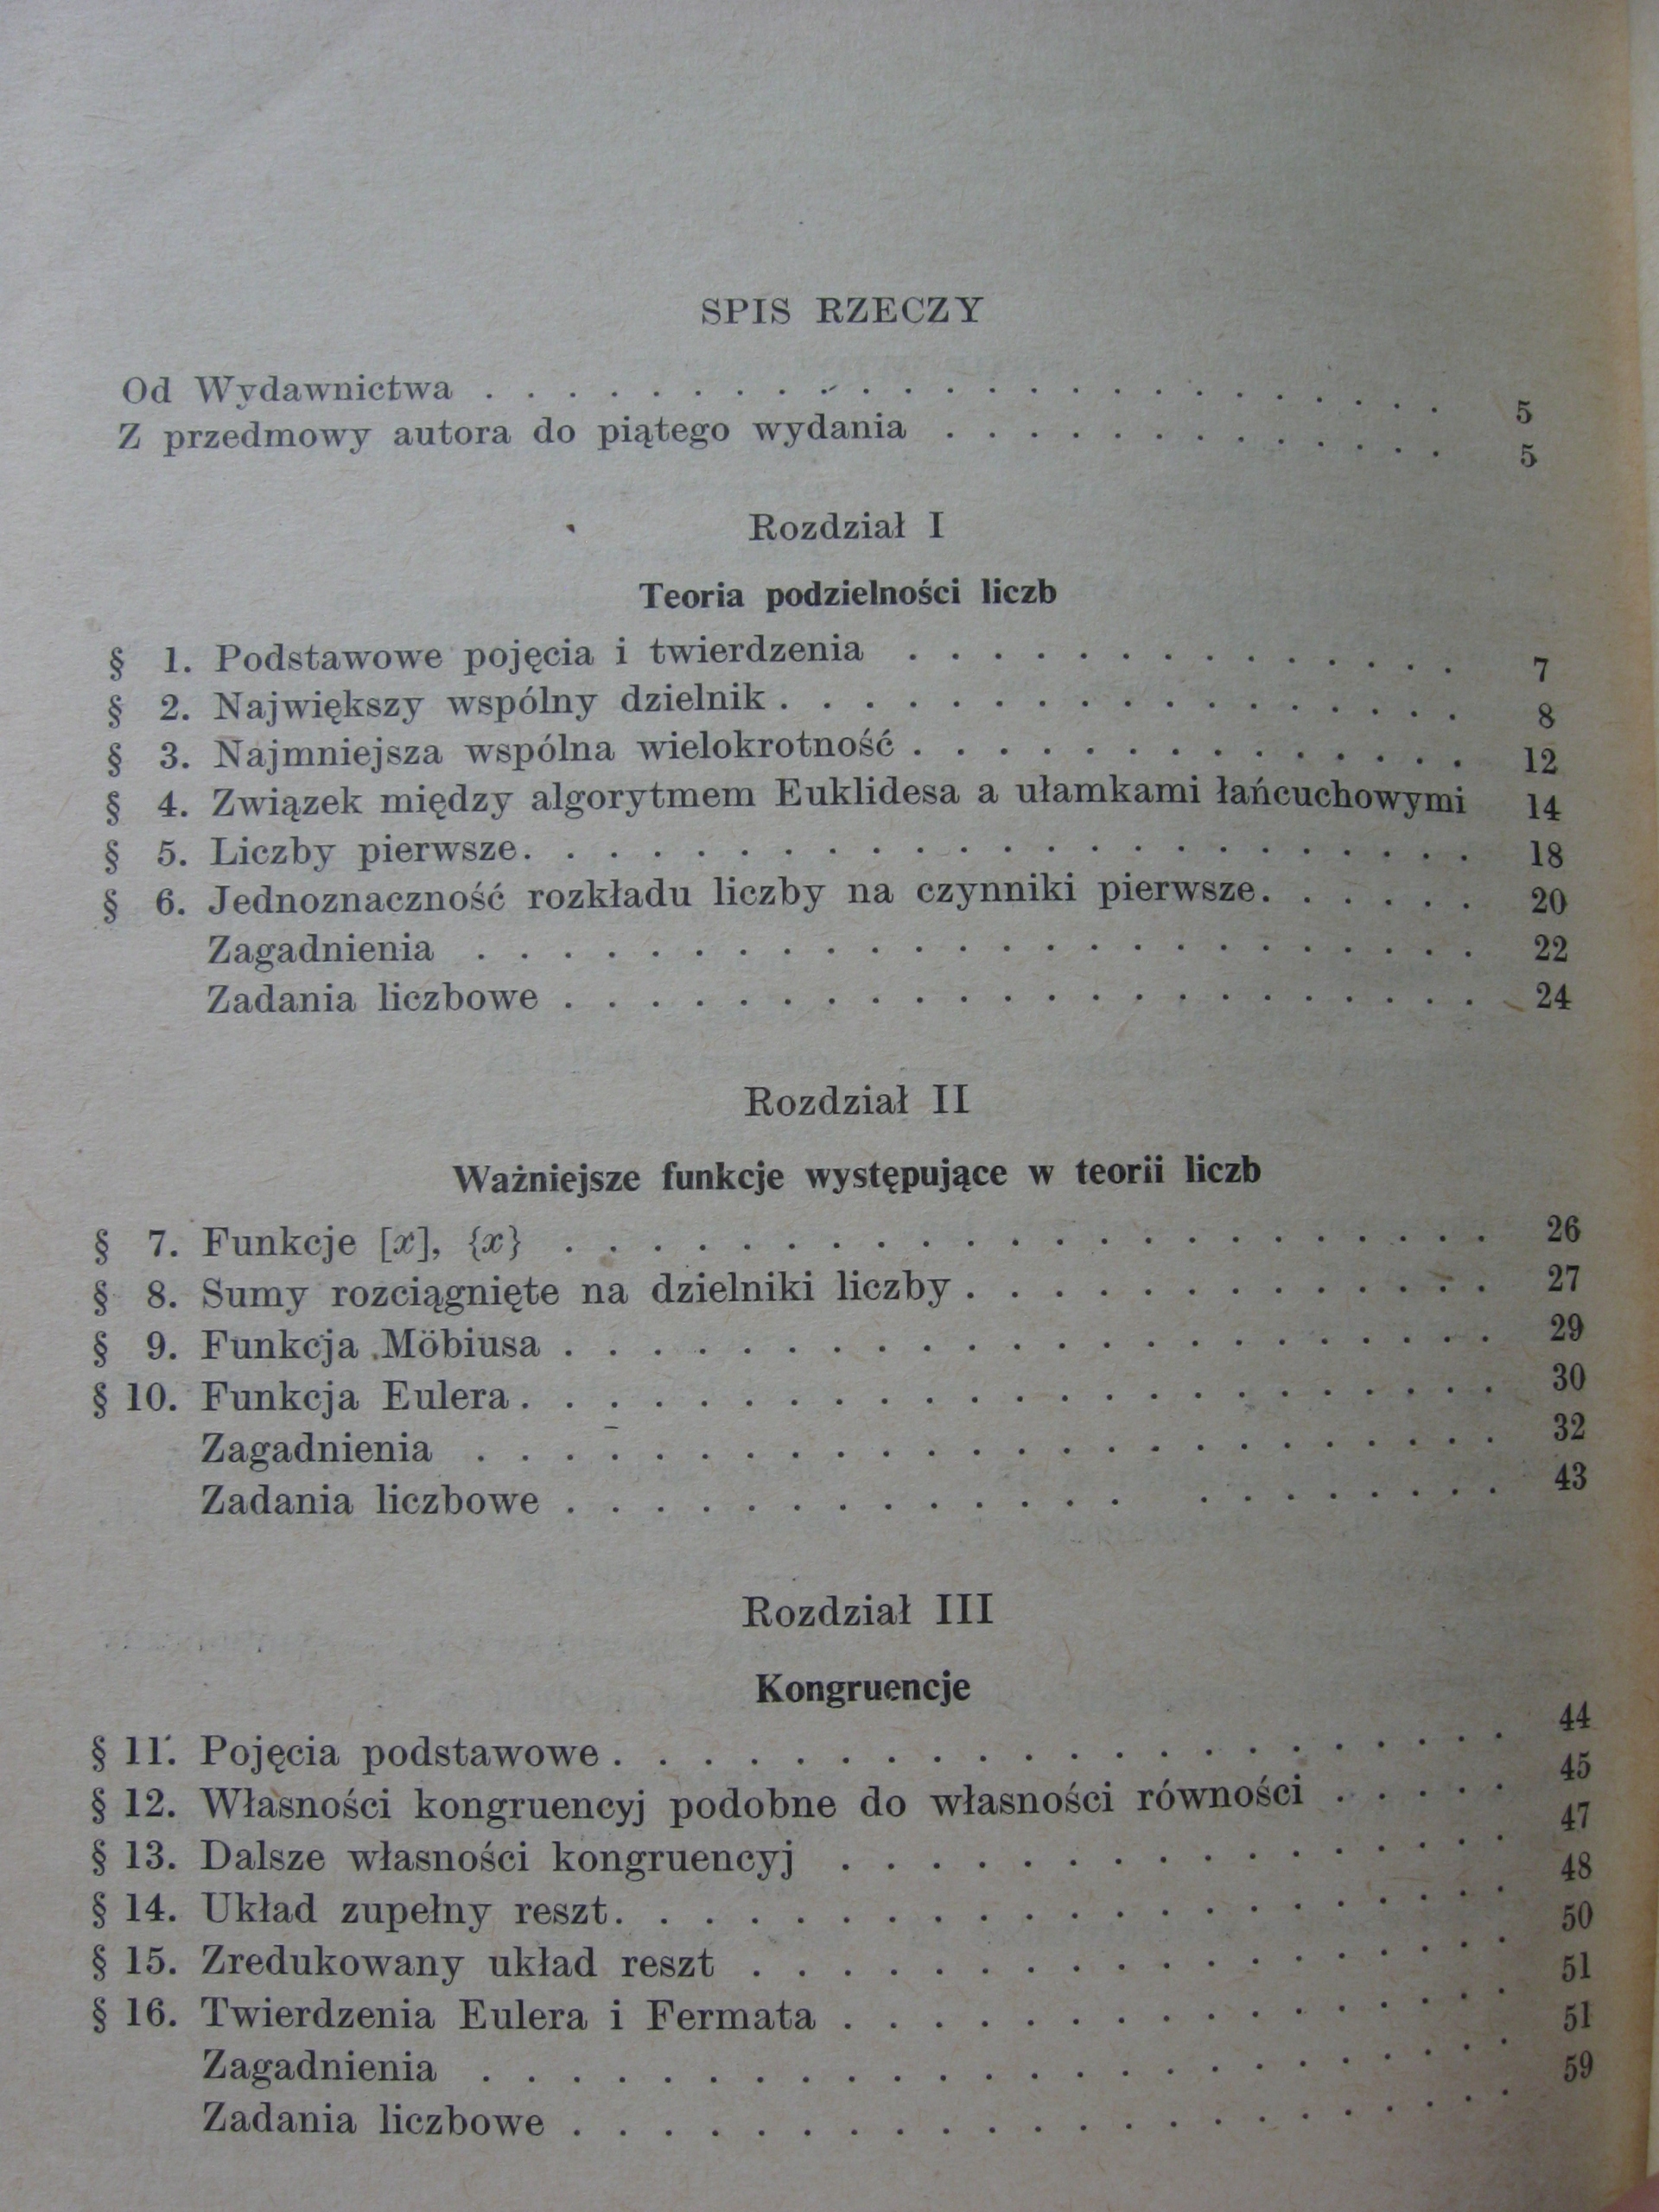 SPIS RZECZY
Od Wydawnictwa . . . . . . . . . . . . . . . . . . . . . . . 5
Z przedmowy autora do piątego wydania . . . . . . . . . . . . 5
Rozdział I
Teoria podzielności liczb
§ 1. Podstawowe pojęcia i twierdzenia . . . . . . . . . . . . . 7
§ 2. Największy wspólny dzielnik . . . . . . . . . . . . . . . . 8
§ 3. Najmniejsza wspólna wielokrotność . . . . . . . . . . . . . 12
§ 4. Związek między algorytmem Euklidesa a ułamkami łańcuchowymi 14
§ 5. Liczby pierwsze . . . . . . . . . . . . . . . . . . . . . . 18
§ 6. Jednoznaczność rozkładu liczby na czynniki pierwsze . . . . . 20
Zagadnienia . . . . . . . . . . . . . . . . . . . . . . . 22
Zadania liczbowe . . . . . . . . . . . . . . . . . . . . . 24
Rozdział II
Ważniejsze funkcje występujące w teorii liczb
§ 7. Funkcje [x], {x} . . . . . . . . . . . . . . . . . . . . . 26
§ 8. Sumy rozciągnięte na dzielniki liczby . . . . . . . . . . . . 27
§ 9. Funkcja Möbiusa . . . . . . . . . . . . . . . . . . . . . 29
§ 10. Funkcja Eulera . . . . . . . . . . . . . . . . . . . . . . 30
Zagadnienia . . . . . . . . . . . . . . . . . . . . . . . 32
Zadania liczbowe . . . . . . . . . . . . . . . . . . . . . 43
Rozdział III
Kongruencje
§ 11. Pojęcia podstawowe . . . . . . . . . . . . . . . . . . . . 44
§ 12. Własności kongruencyj podobne do własności równości . . . . 45
§ 13. Dalsze własności kongruencyj . . . . . . . . . . . . . . . 47
§ 14. Układ zupełny reszt . . . . . . . . . . . . . . . . . . . . 48
§ 15. Zredukowany układ reszt . . . . . . . . . . . . . . . . . 50
§ 16. Twierdzenia Eulera i Fermata . . . . . . . . . . . . . . . 51
Zagadnienia . . . . . . . . . . . . . . . . . . . . . . . 51
Zadania liczbowe . . . . . . . . . . . . . . . . . . . . . 59